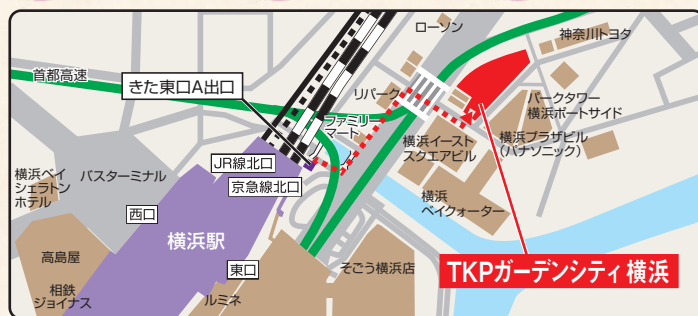 ローソン
神奈川トヨタ
首都高速
きた東口A出口
リパーク
パークタワー
横浜ポートサイド
ファミリー
マート
横浜イースト
スクエアビル
横浜プラザビル
(パナソニック)
JR線北口
京急線北口
横浜ベイ
シェラトン
ホテル
バスターミナル
横浜
ベイクォーター
西口
横浜駅
高島屋
東口
そごう横浜店
TKPガーデンシティ横浜
相鉄
ジョイナス
ルミネ